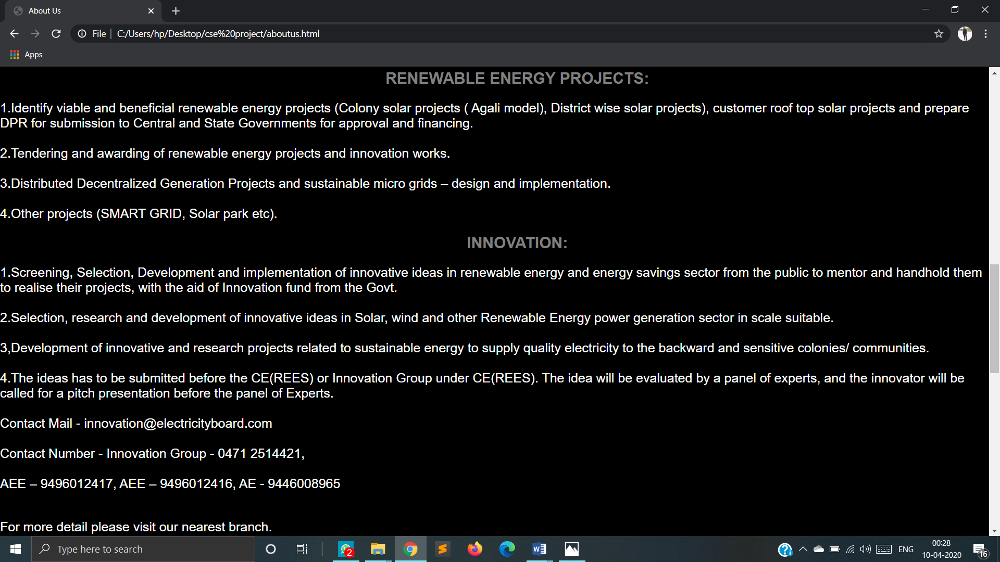 About Us
File
C:/Users/hp/Desktop/cse%20project/aboutus.html
Apps
RENEWABLE ENERGY PROJECTS:
1.Identify viable and beneficial renewable energy projects (Colony solar projects ( Agali model), District wise solar projects), customer roof top solar projects and prepare
DPR for submission to Central and State Governments for approval and financing.
2.Tendering and awarding of renewable energy projects and innovation works.
3.Distributed Decentralized Generation Projects and sustainable micro grids – design and implementation.
4.Other projects (SMART GRID, Solar park etc).
INNOVATION:
1.Screening, Selection, Development and implementation of innovative ideas in renewable energy and energy savings sector from the public to mentor and handhold them
to realise their projects, with the aid of Innovation fund from the Govt.
2.Selection, research and development of innovative ideas in Solar, wind and other Renewable Energy power generation sector in scale suitable.
3,Development of innovative and research projects related to sustainable energy to supply quality electricity to the backward and sensitive colonies/ communities.
4.The ideas has to be submitted before the CE(REES) or Innovation Group under CE(REES). The idea will be evaluated by a panel of experts, and the innovator will be
called for a pitch presentation before the panel of Experts.
Contact Mail - innovation@electricityboard.com
Contact Number - Innovation Group - 0471 2514421,
AEE – 9496012417, AEE – 9496012416, AE - 9446008965
For more detail please visit our nearest branch.
Type here to search
2
ENG
00:28
10-04-2020
16